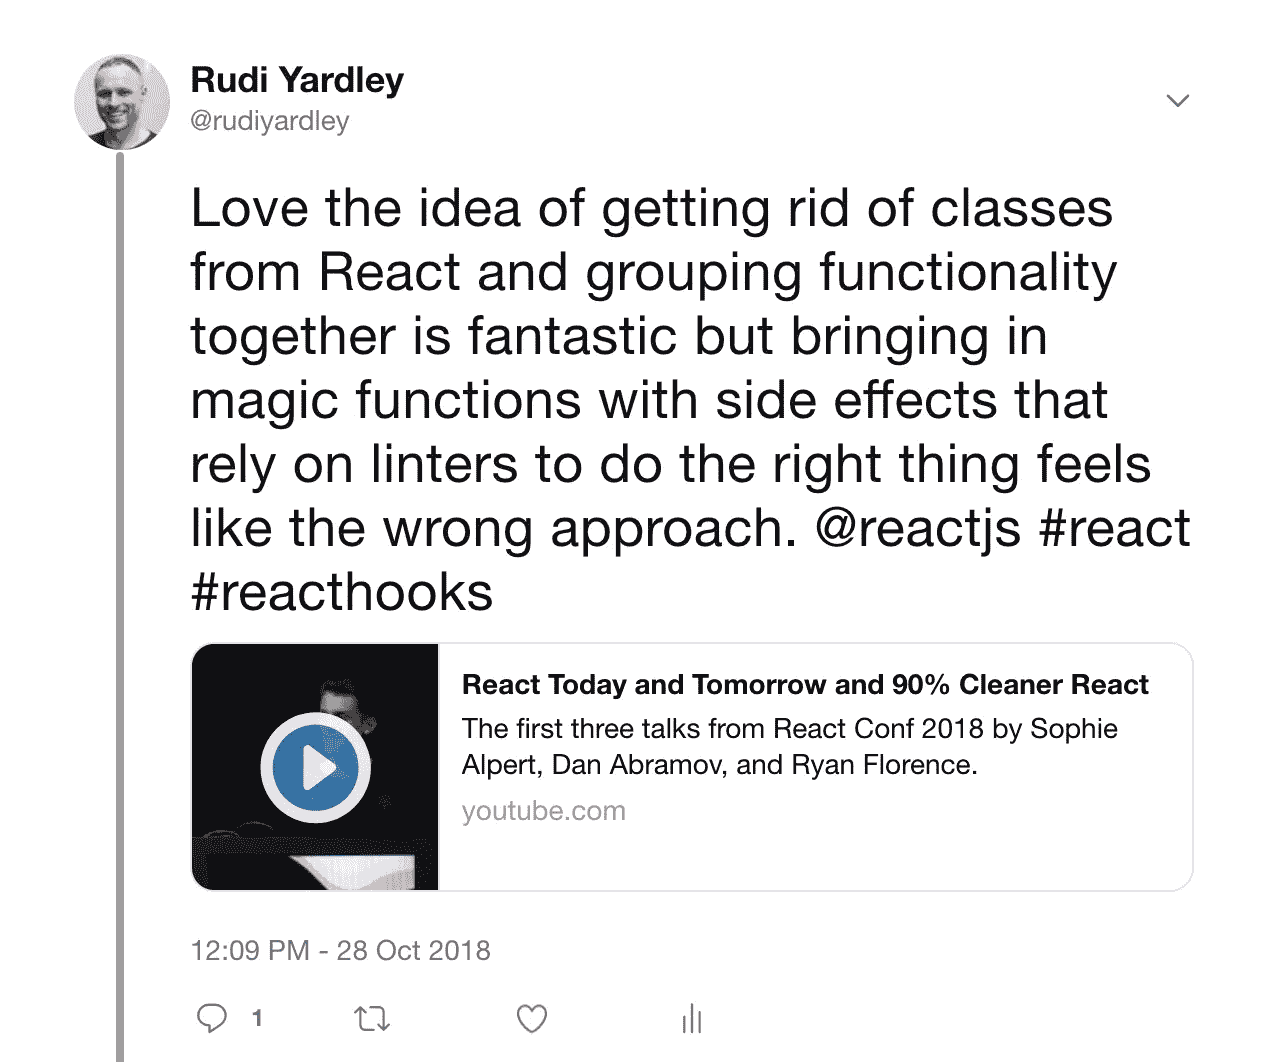 Rudi Yardley
@rudiyardley
Love the idea of getting rid of classes
from React and grouping functionality
together is fantastic but bringing in
magic functions with side effects that
rely on linters to do the right thing feels
like the wrong approach. @reactjs #react
#reacthooks
React Today and Tomorrow and 90% Cleaner React
The first three talks from React Conf 2018 by Sophie
Alpert, Dan Abramov, and Ryan Florence.
youtube.com
12:09 PM - 28 Oct 2018
1